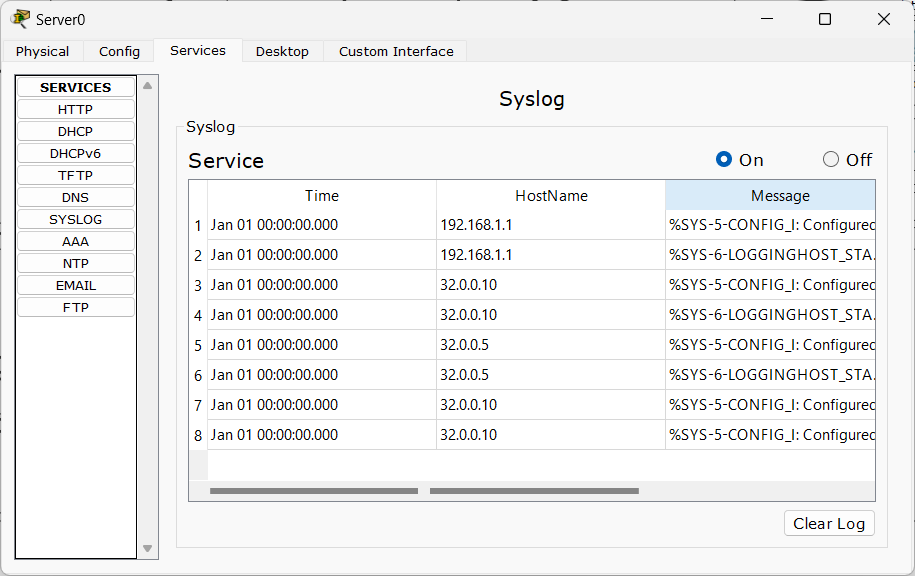 Server0
Physical Config Services Desktop Custom Interface
SERVICES
HTTP
DHCP
DHCPv6
TFTP
DNS
SYSLOG
AAA
NTP
EMAIL
FTP
Syslog
Syslog
Service On Off
Time HostName Message
1 Jan 01 00:00:00.000 192.168.1.1 %SYS-5-CONFIG_I: Configured
2 Jan 01 00:00:00.000 192.168.1.1 %SYS-6-LOGGINGHOST_STA.
3 Jan 01 00:00:00.000 32.0.0.10 %SYS-5-CONFIG_I: Configured
4 Jan 01 00:00:00.000 32.0.0.10 %SYS-6-LOGGINGHOST_STA.
5 Jan 01 00:00:00.000 32.0.0.5 %SYS-5-CONFIG_I: Configured
6 Jan 01 00:00:00.000 32.0.0.5 %SYS-6-LOGGINGHOST_STA.
7 Jan 01 00:00:00.000 32.0.0.10 %SYS-5-CONFIG_I: Configured
8 Jan 01 00:00:00.000 32.0.0.10 %SYS-5-CONFIG_I: Configured
Clear Log